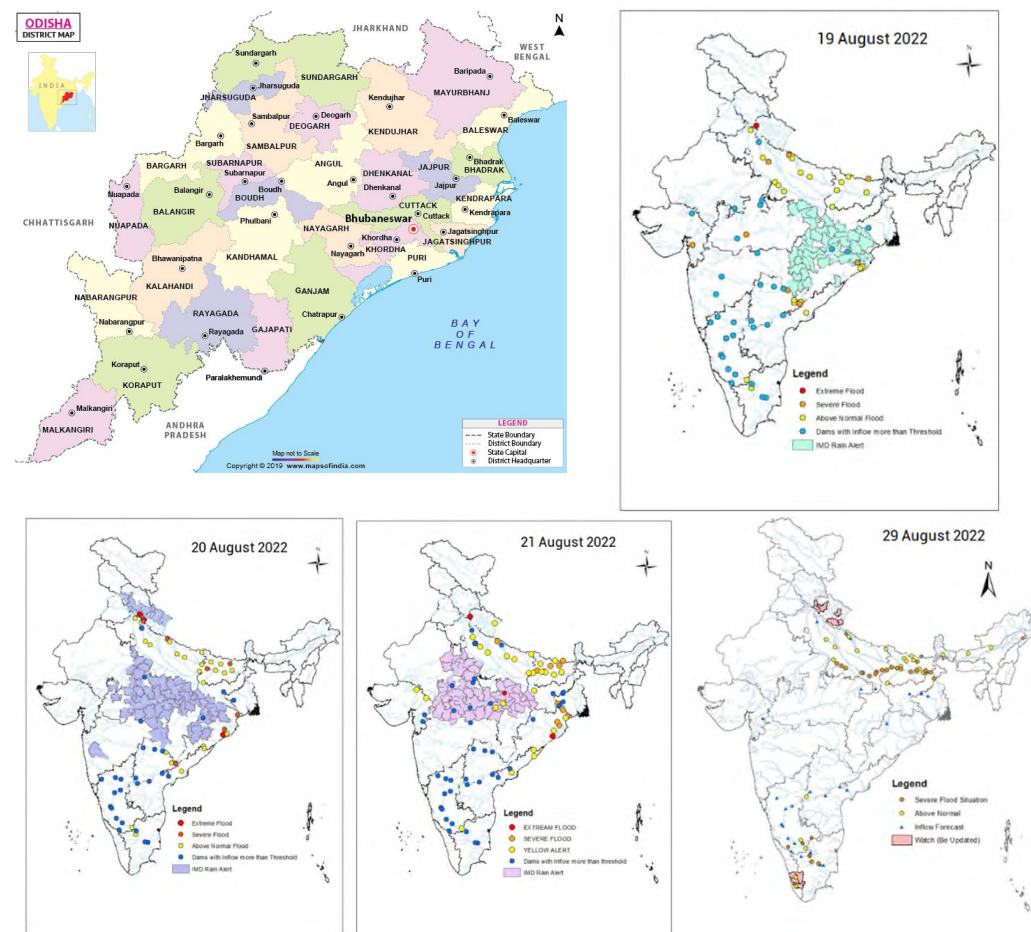 ODISHA
DISTRICT MAP
INDIA
JHARKHAND
N
WEST
BENGAL
Sundargarh
SUNDARGARH
Baripada
MAYURBHANJ
Jharsuguda
JHARSUGUDA
Kendujhar
KENDUJHAR
Baleswar
BALESWAR
Sambalpur
SAMBALPUR
Deogarh
DEOGARH
Bargarh
BARGARH
SUBARNAPUR
Subarnapur
ANGUL
Angul
DHENKANAL
Dhenkanal
JAJPUR
Jajpur
Bhadrak
BHADRAK
Nuapada
NUAPADA
Balangir
BALANGIR
Boudh
BOUDH
KENDRAPARA
Kendrapara
CUTTACK
Cuttack
Bhubaneswar
CHHATTISGARH
Phulbani
NAYAGARH
Nayagarh
Khordha
KHORDHA
Jagatsinghpur
JAGATSINGHPUR
PURI
Puri
Bhawanipatna
KALAHANDI
KANDHAMAL
GANJAM
Chatrapur
NABARANGPUR
Nabarangpur
RAYAGADA
Rayagada
GAJAPATI
Paralakhemundi
BAY
OF
BENGAL
Koraput
KORAPUT
Malkangiri
MALKANGIRI
ANDHRA
PRADESH
Map not to Scale
Copyright © 2019 www.mapsofindia.com
LEGEND
State Boundary
District Boundary
State Capital
District Headquarter
19 August 2022
N
Legend
Extreme Flood
Severe Flood
Above Normal Flood
Dams with Inflow more than Threshold
IMD Rain Alert
20 August 2022
N
Legend
Extreme Flood
Severe Flood
Above Normal Flood
Dams with Inflow more than Threshold
IMD Rain Alert
21 August 2022
N
Legend
EXTREAM FLOOD
SEVERE FLOOD
YELLOW ALERT
Dams with Inflow more than threshold
IMD Rain Alert
29 August 2022
N
Legend
Severe Flood Situation
Above Normal
Inflow Forecast
Watch (Be Updated)